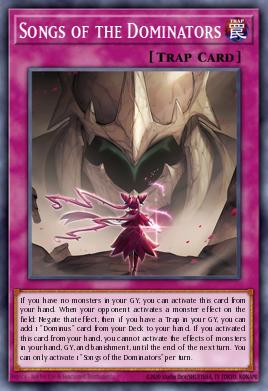 SONGS OF THE DOMINATORS
TRAP
罠
[TRAP CARD]
If you have no monsters in your GY, you can activate this card
from your hand. When your opponent activates a monster effect on the
field: Negate that effect, then if you have a Trap in your GY, you can
add 1 "Dominus" card from your Deck to your hand. If you activated
this card from your hand, you cannot activate the effects of monsters
in your hand, GY, and banishment, until the end of the next turn. You
can only activate 1 "Songs of the Dominators" per turn.